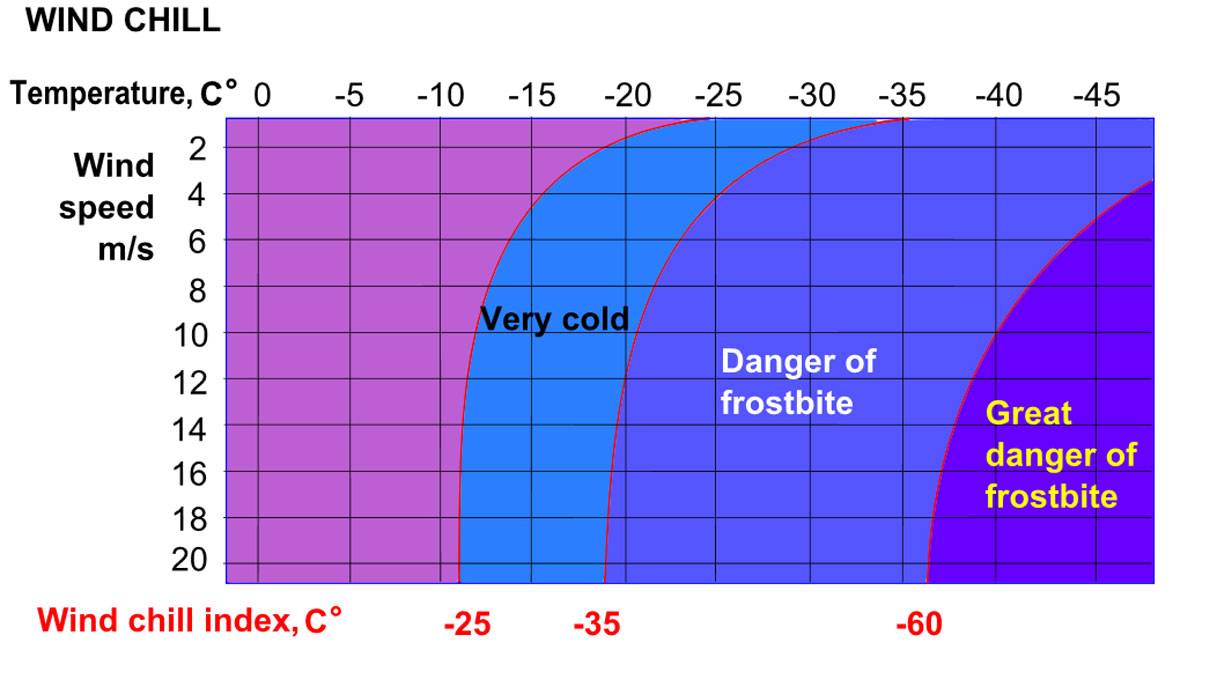 WIND CHILL
Temperature, C° 0 -5 -10 -15 -20 -25 -30 -35 -40 -45
Wind
speed
m/s
2
4
6
8
10
12
14
16
18
20
Very cold
Danger of
frostbite
Great
danger of
frostbite
Wind chill index, C° -25 -35 -60